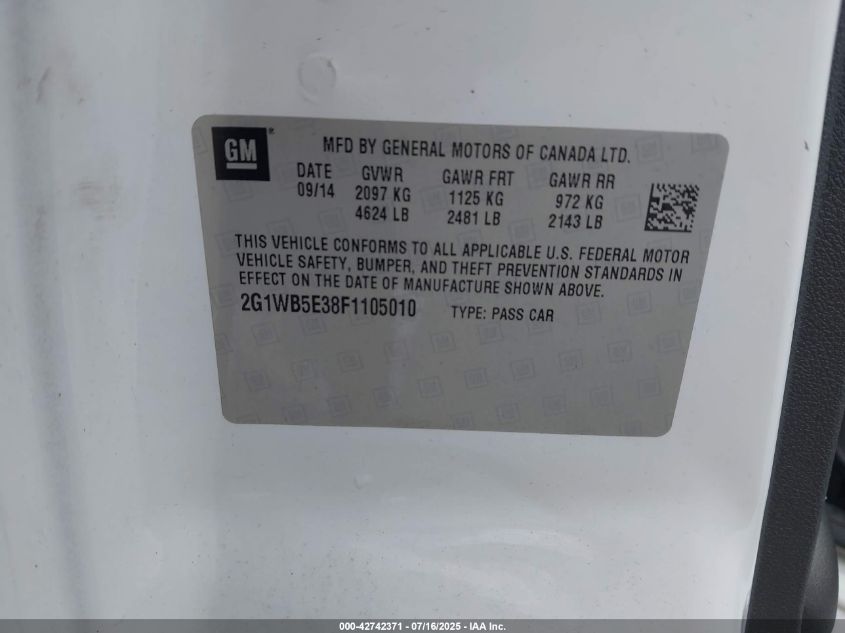 GM ®
MFD BY GENERAL MOTORS OF CANADA LTD.
DATE GVWR GAWR FRT GAWR RR
09/14 2097 KG 1125 KG 972 KG
4624 LB 2481 LB 2143 LB
THIS VEHICLE CONFORMS TO ALL APPLICABLE U.S. FEDERAL MOTOR
VEHICLE SAFETY, BUMPER, AND THEFT PREVENTION STANDARDS IN
EFFECT ON THE DATE OF MANUFACTURE SHOWN ABOVE.
2G1WB5E38F1105010 TYPE: PASS CAR
000-42742371 / 07/16/2025 - IAA Inc.